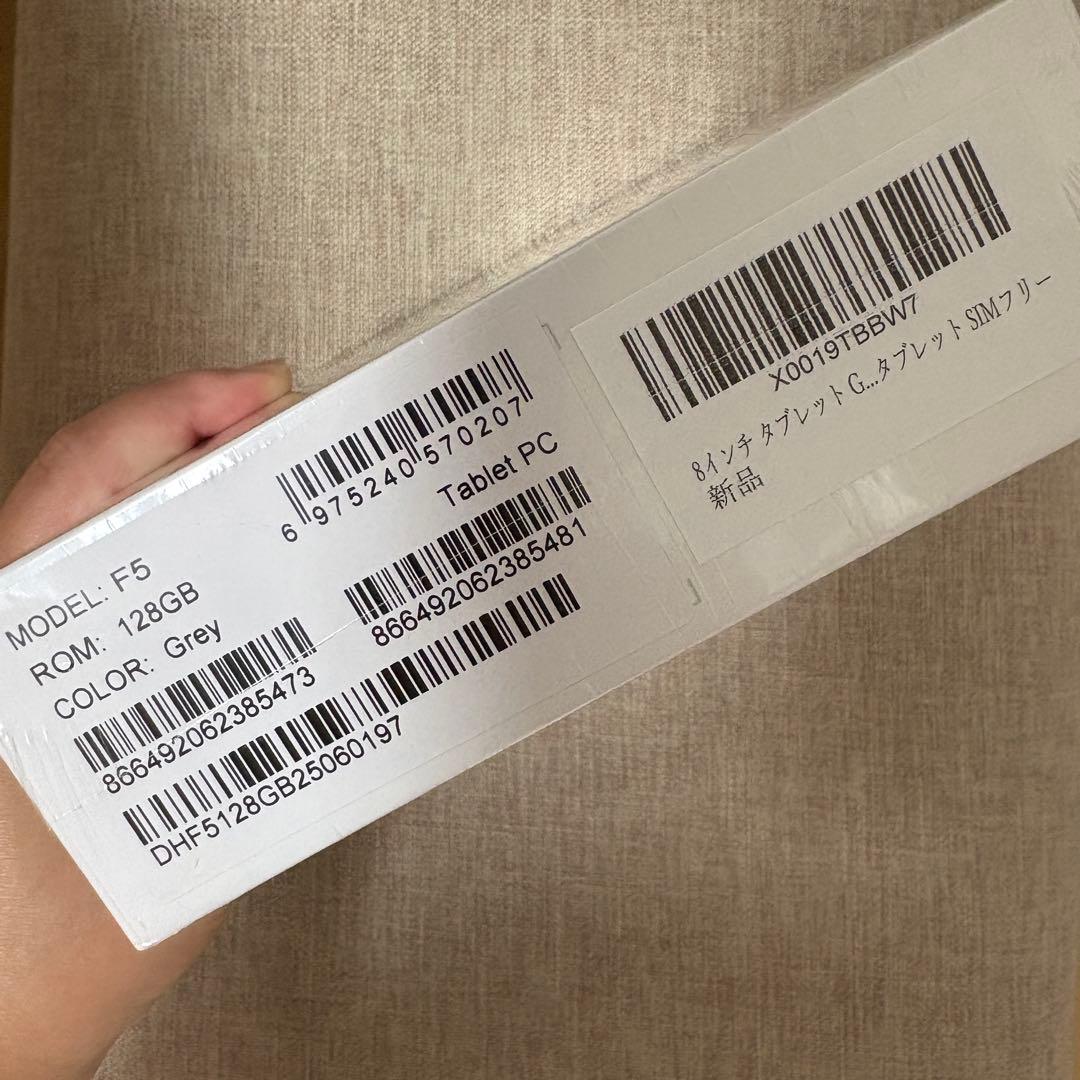 6 975240 570207
Tablet PC
MODEL: F5
ROM: 128GB
COLOR: Grey
866492062385473
866492062385481
DHF5128GB25060197
X0019TBBW7
8インチ タブレット G...タブレット SIMフリー
新品